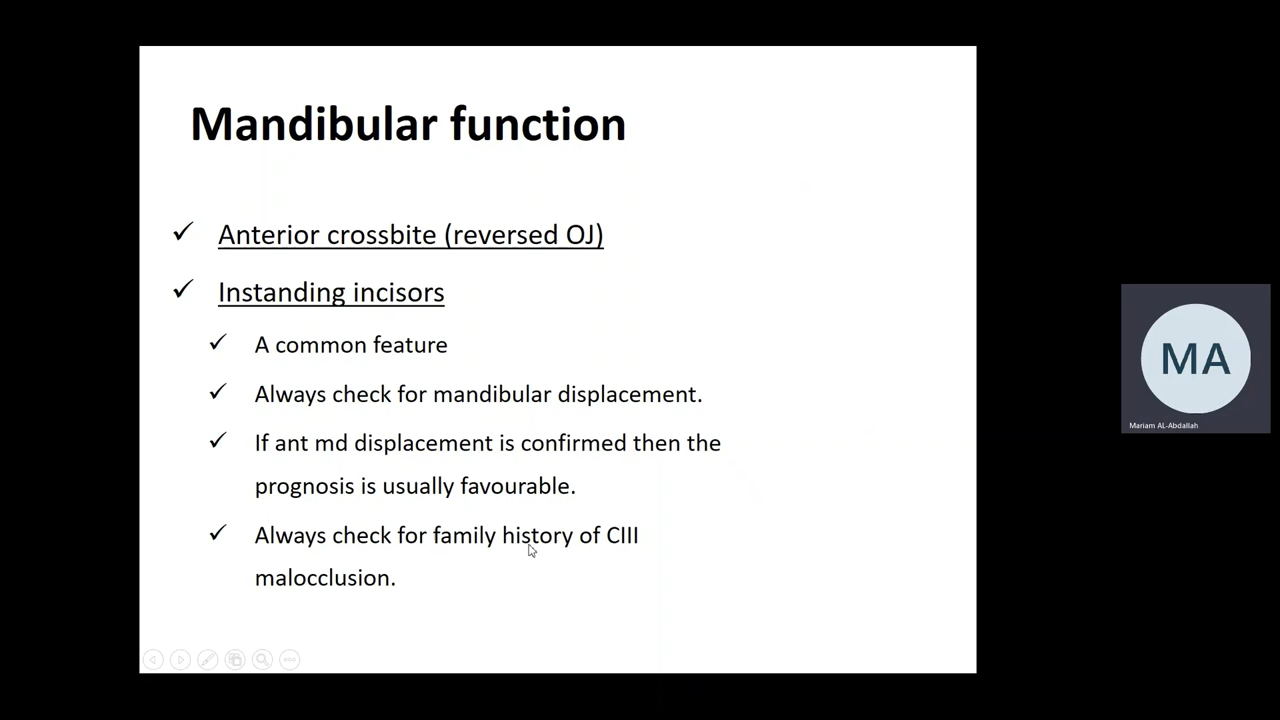 Mandibular function
✓ Anterior crossbite (reversed OJ)
✓ Instanding incisors
✓ A common feature
✓ Always check for mandibular displacement.
✓ If ant md displacement is confirmed then the
prognosis is usually favourable.
✓ Always check for family history of CIII
malocclusion.
MA
Mariam AL-Abdallah